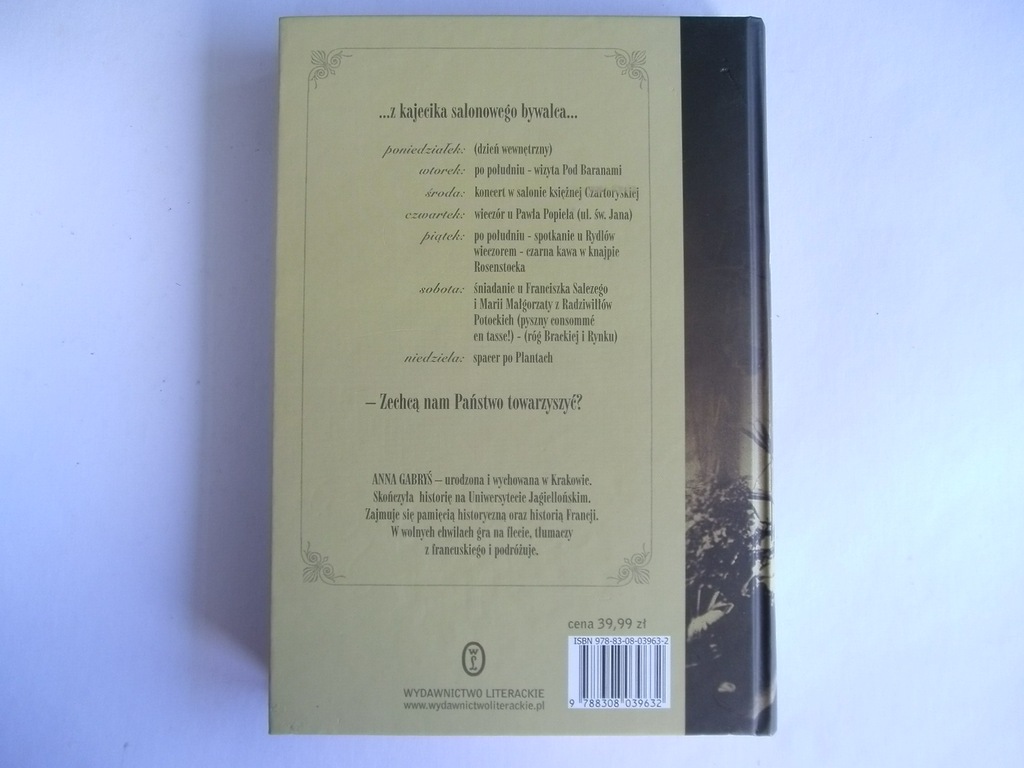 ...z kajecika salonowego bywalca...
poniedziałek: (dzień wewnętrzny)
wtorek: po południu - wizyta Pod Baranami
środa: koncert w salonie księżnej Czartoryskiej
czwartek: wieczór u Pawła Popiela (ul. św. Jana)
piątek: po południu - spotkanie u Rydlów
wieczorem - czarna kawa w knajpie
Rosenstocka
sobota: śniadanie u Franciszka Salezego
i Marii Małgorzaty z Radziwiłłów
Potockich (pyszny consommé
en tasse!) - (róg Brackiej i Rynku)
niedziela: spacer po Plantach
– Zechcą nam Państwo towarzyszyć?
ANNA GABRYŚ – urodzona i wychowana w Krakowie.
Skończyła historię na Uniwersytecie Jagiellońskim.
Zajmuje się pamięcią historyczną oraz historią Francji.
W wolnych chwilach gra na flecie, tłumaczy
z francuskiego i podróżuje.
cena 39,99 zł
ISBN 978-83-08-03963-2
9 788308 039632
WL
WYDAWNICTWO LITERACKIE
www.wydawnictwoliterackie.pl